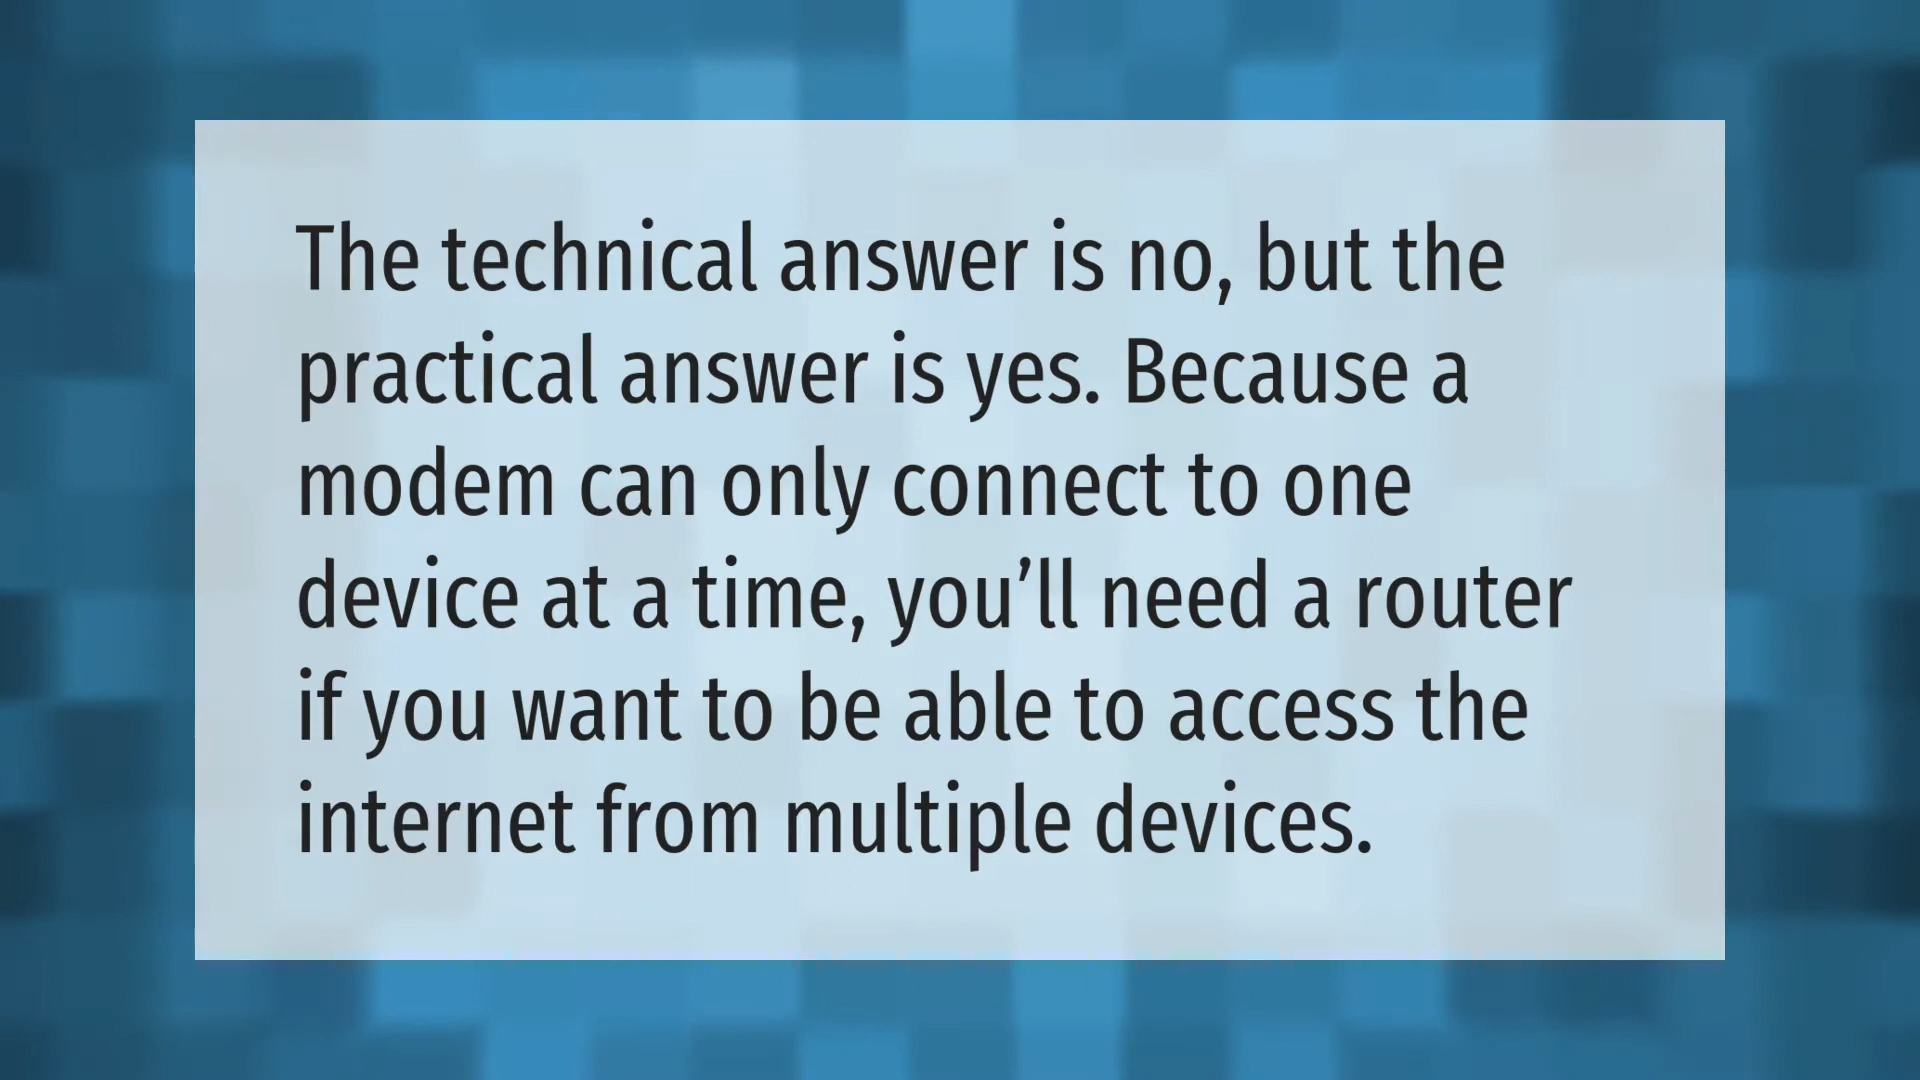 The technical answer is no, but the
practical answer is yes. Because a
modem can only connect to one
device at a time, you’ll need a router
if you want to be able to access the
internet from multiple devices.